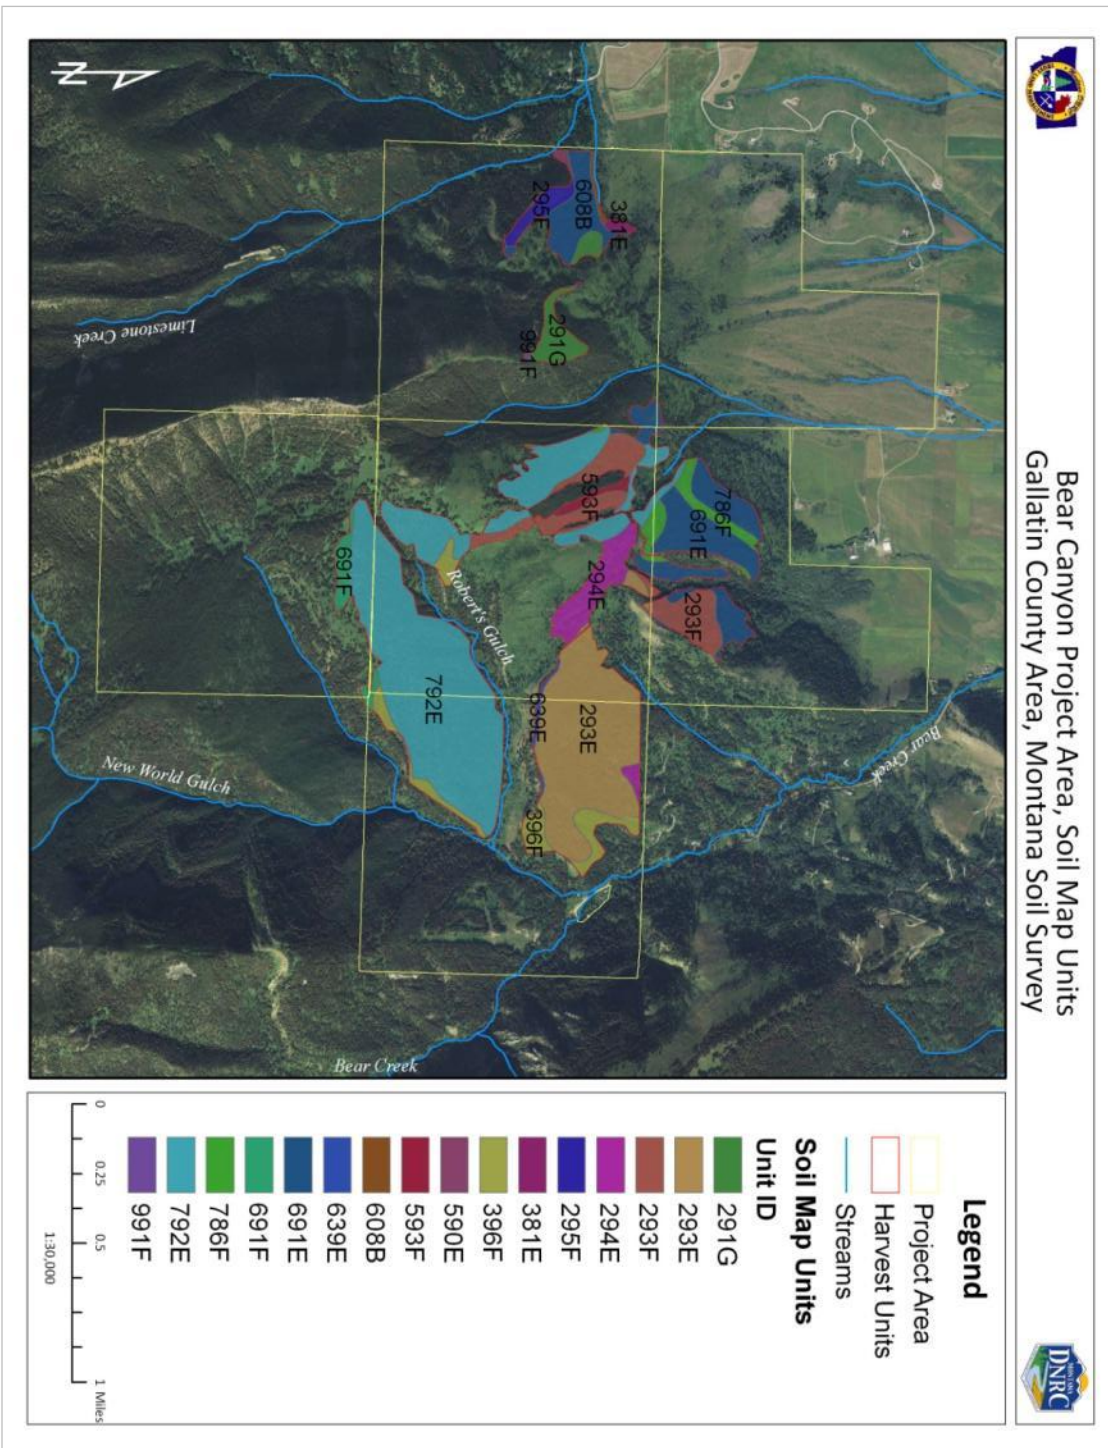 Bear Canyon Project Area, Soil Map Units
Gallatin County Area, Montana Soil Survey
MONTANA
DNRC
N
381E
608B
295F
291G
991F
Limestone Creek
786F
691E
593F
294E
293F
691F
Robert's Gulch
792E
639E
293E
396F
New World Gulch
Bear Creek
Bear Creek
Legend
Project Area
Harvest Units
Streams
Soil Map Units
Unit ID
291G
293E
293F
294E
295F
381E
396F
590E
593F
608B
639E
691E
691F
786F
792E
991F
0 0.25 0.5 1 Miles
1:30,000